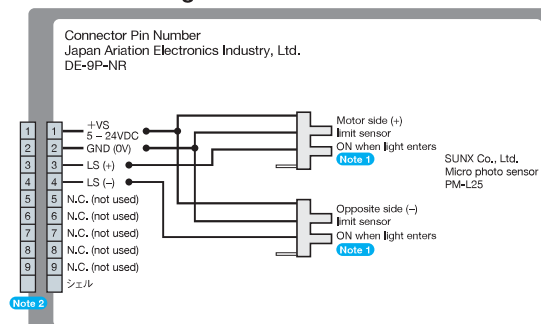 Connector Pin Number
Japan Ariation Electronics Industry, Ltd.
DE-9P-NR
1 1 +VS
5 – 24VDC
2 2 GND (0V)
3 3 LS (+)
4 4 LS (–)
5 5 N.C. (not used)
6 6 N.C. (not used)
7 7 N.C. (not used)
8 8 N.C. (not used)
9 9 N.C. (not used)
シェル
Note 2
Motor side (+)
limit sensor
ON when light enters
Note 1
Opposite side (–)
limit sensor
ON when light enters
Note 1
SUNX Co., Ltd.
Micro photo sensor
PM-L25